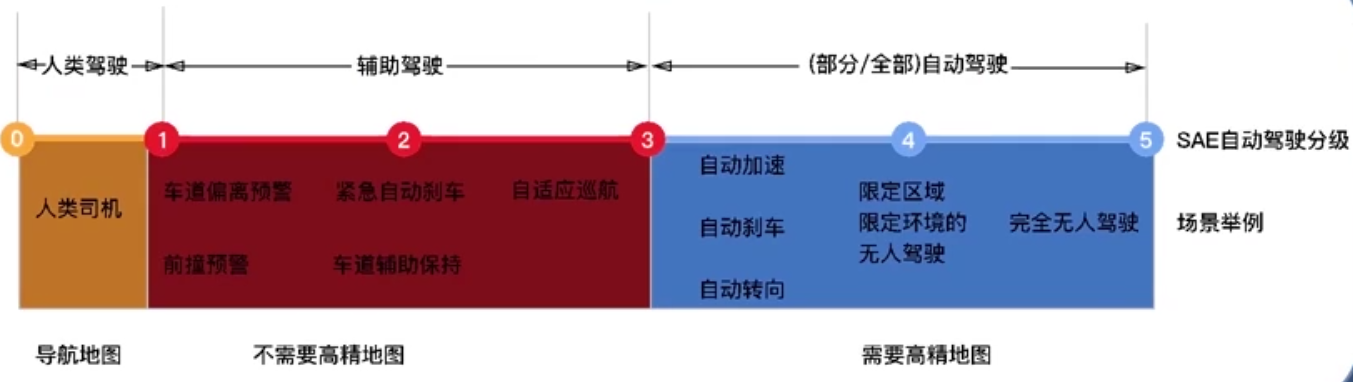 人类驾驶
辅助驾驶
(部分/全部)自动驾驶
0
1
2
3
4
5
SAE自动驾驶分级
人类司机
车道偏离预警
前撞预警
紧急自动刹车
车道辅助保持
自适应巡航
自动加速
自动刹车
自动转向
限定区域
限定环境的
无人驾驶
完全无人驾驶
场景举例
导航地图
不需要高精地图
需要高精地图